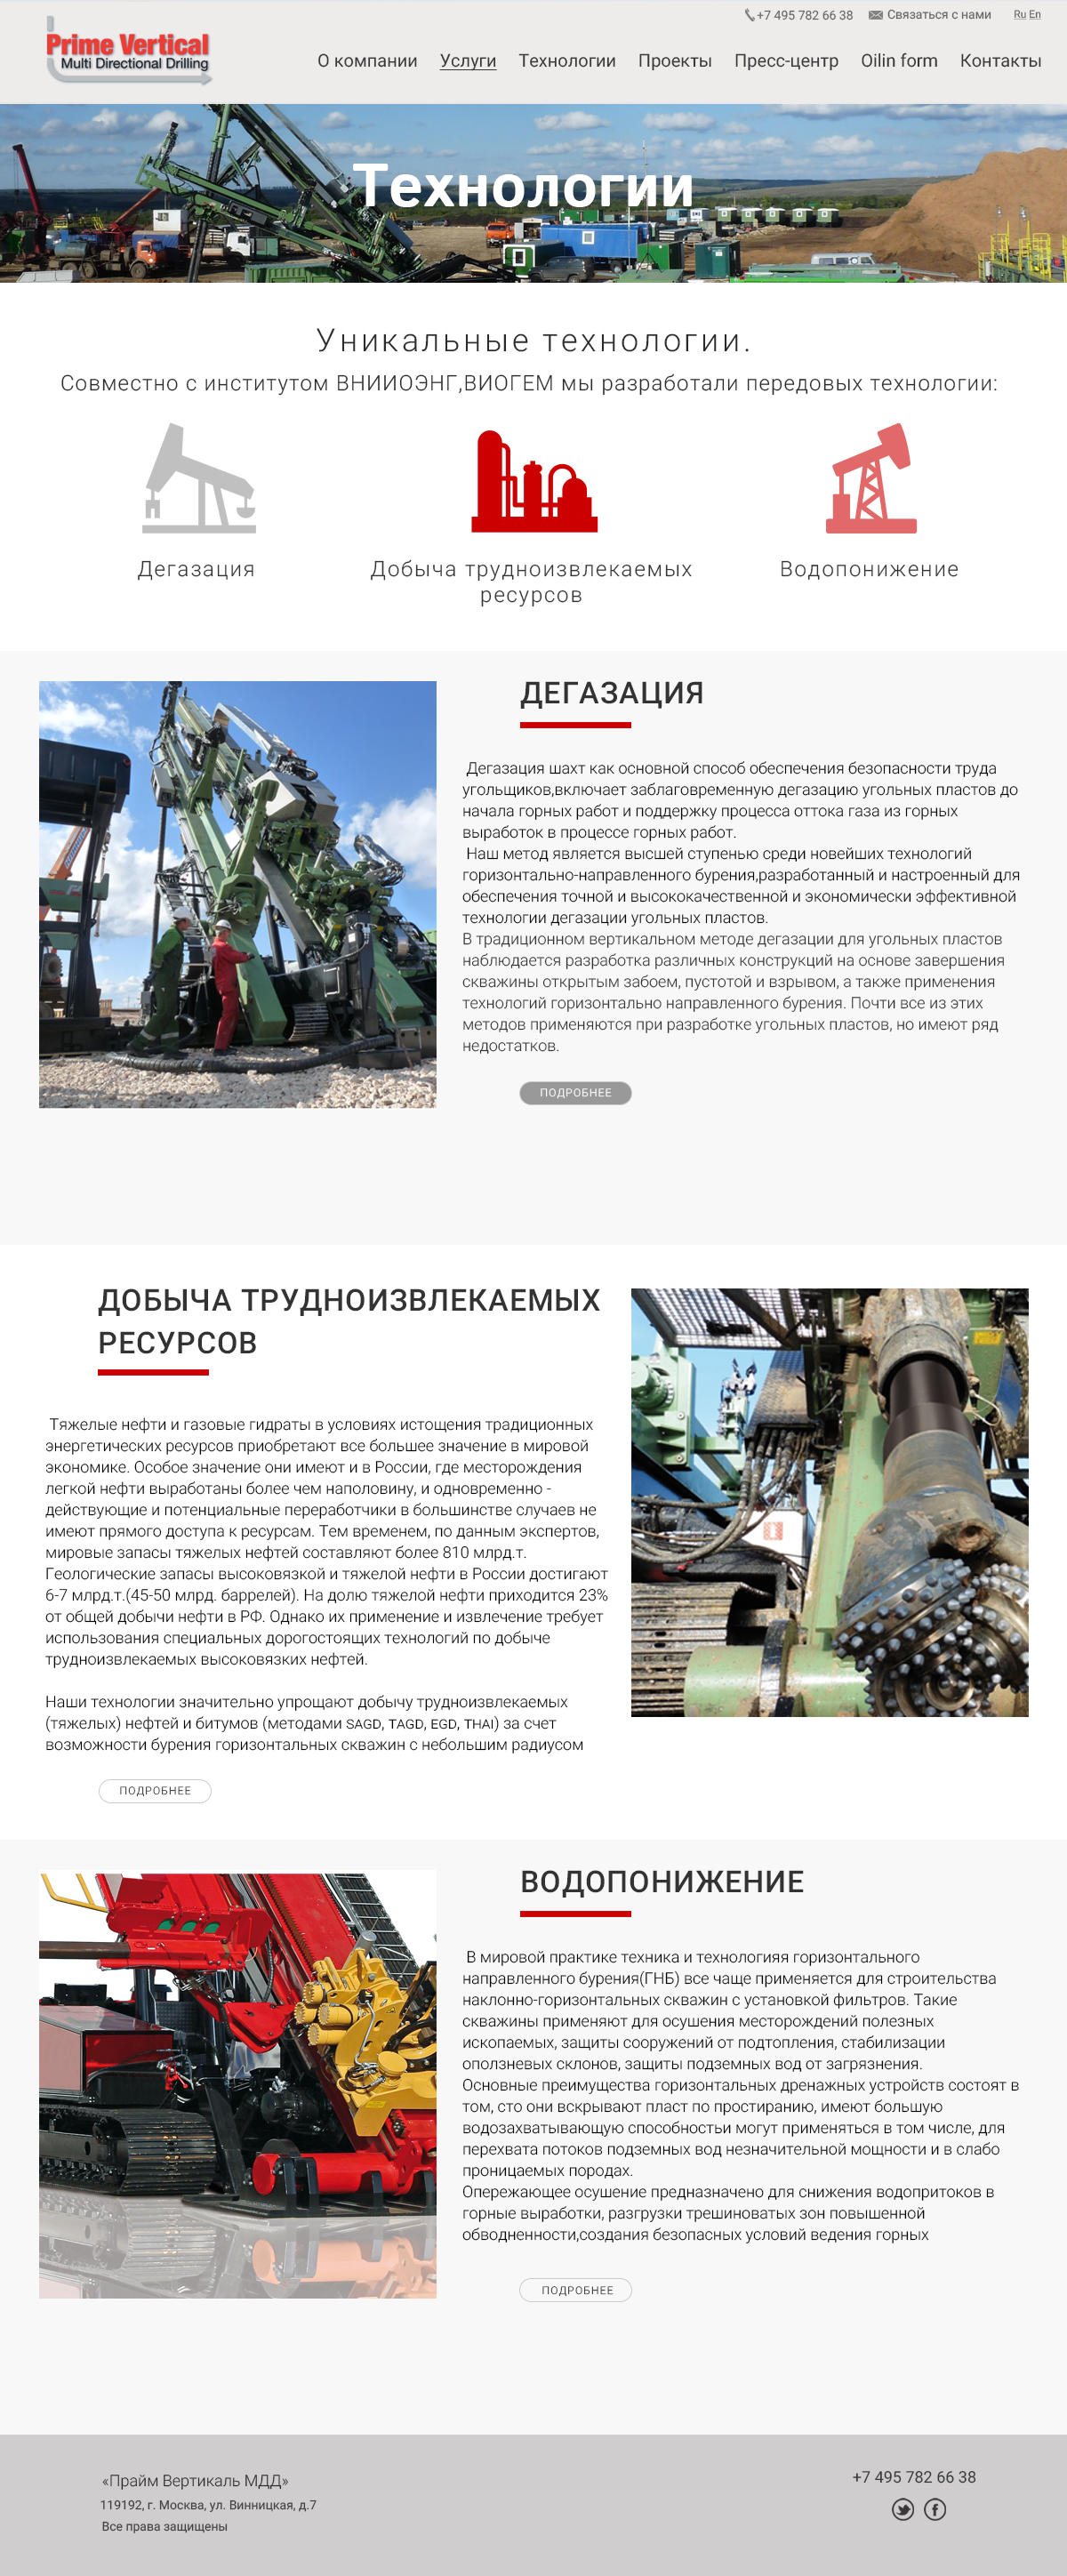 +7 495 782 66 38 Связаться с нами Ru En
Prime Vertical
Multi Directional Drilling
О компании Услуги Технологии Проекты Пресс-центр Oilin form Контакты
Технологии
Уникальные технологии.
Совместно с институтом ВНИИОЭНГ,ВИОГЕМ мы разработали передовых технологии:
Дегазация
Добыча трудноизвлекаемых
ресурсов
Водопонижение
ДЕГАЗАЦИЯ
Дегазация шахт как основной способ обеспечения безопасности труда
угольщиков,включает заблаговременную дегазацию угольных пластов до
начала горных работ и поддержку процесса оттока газа из горных
выработок в процессе горных работ.
Наш метод является высшей ступенью среди новейших технологий
горизонтально-направленного бурения,разработанный и настроенный для
обеспечения точной и высококачественной и экономически эффективной
технологии дегазации угольных пластов.
В традиционном вертикальном методе дегазации для угольных пластов
наблюдается разработка различных конструкций на основе завершения
скважины открытым забоем, пустотой и взрывом, а также применения
технологий горизонтально направленного бурения. Почти все из этих
методов применяются при разработке угольных пластов, но имеют ряд
недостатков.
ПОДРОБНЕЕ
ДОБЫЧА ТРУДНОИЗВЛЕКАЕМЫХ
РЕСУРСОВ
Тяжелые нефти и газовые гидраты в условиях истощения традиционных
энергетических ресурсов приобретают все большее значение в мировой
экономике. Особое значение они имеют и в России, где месторождения
легкой нефти выработаны более чем наполовину, и одновременно -
действующие и потенциальные переработчики в большинстве случаев не
имеют прямого доступа к ресурсам. Тем временем, по данным экспертов,
мировые запасы тяжелых нефтей составляют более 810 млрд.т.
Геологические запасы высоковязкой и тяжелой нефти в России достигают
6-7 млрд.т.(45-50 млрд. баррелей). На долю тяжелой нефти приходится 23%
от общей добычи нефти в РФ. Однако их применение и извлечение требует
использования специальных дорогостоящих технологий по добыче
трудноизвлекаемых высоковязких нефтей.
Наши технологии значительно упрощают добычу трудноизвлекаемых
(тяжелых) нефтей и битумов (методами SAGD, TAGD, EGD, THAI) за счет
возможности бурения горизонтальных скважин с небольшим радиусом
ПОДРОБНЕЕ
ВОДОПОНИЖЕНИЕ
В мировой практике техника и технологияя горизонтального
направленного бурения(ГНБ) все чаще применяется для строительства
наклонно-горизонтальных скважин с установкой фильтров. Такие
скважины применяют для осушения месторождений полезных
ископаемых, защиты сооружений от подтопления, стабилизации
оползневых склонов, защиты подземных вод от загрязнения.
Основные преимущества горизонтальных дренажных устройств состоят в
том, сто они вскрывают пласт по простиранию, имеют большую
водозахватывающую способностьи могут применяться в том числе, для
перехвата потоков подземных вод незначительной мощности и в слабо
проницаемых породах.
Опережающее осушение предназначено для снижения водопритоков в
горные выработки, разгрузки трешиноватых зон повышенной
обводненности,создания безопасных условий ведения горных
ПОДРОБНЕЕ
«Прайм Вертикаль МДД»
119192, г. Москва, ул. Винницкая, д.7
Все права защищены
+7 495 782 66 38